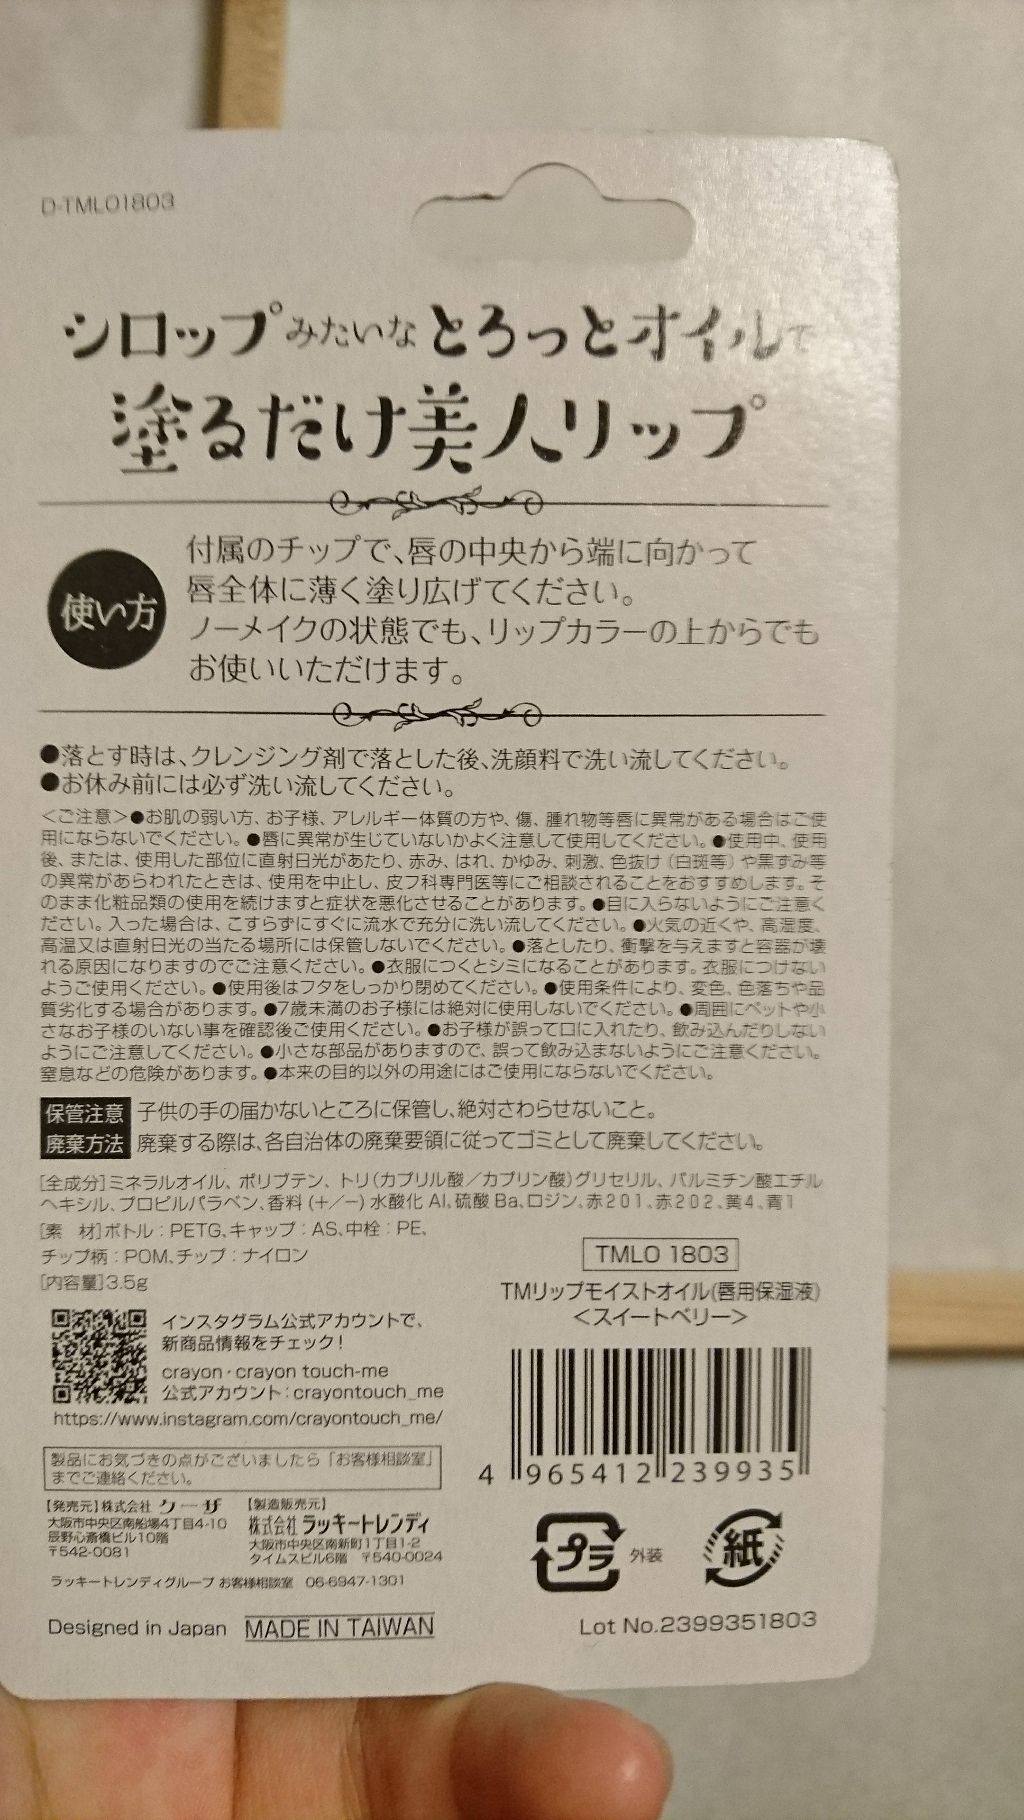 D-TMLO1803
シロップみたいなとろっとオイルで
塗るだけ美人リップ
使い方
付属のチップで、唇の中央から端に向かって
唇全体に薄く塗り広げてください。
ノーメイクの状態でも、リップカラーの上からでも
お使いいただけます。
●落とす時は、クレンジング剤で落とした後、洗顔料で洗い流してください。
●お休み前には必ず洗い流してください。
＜ご注意＞●お肌の弱い方、お子様、アレルギー体質の方や、傷、腫れ物等唇に異常がある場合はご使
用にならないでください。●唇に異常が生じていないかよく注意して使用してください。●使用中、使用
後、または、使用した部位に直射日光があたり、赤み、はれ、かゆみ、刺激、色抜け（白斑等）や黒ずみ等
の異常があらわれたときは、使用を中止し、皮フ科専門医等にご相談されることをおすすめします。そ
のまま化粧品類の使用を続けますと症状を悪化させることがあります。●目に入らないようにご注意く
ださい。入った場合は、こすらずにすぐに流水で充分に洗い流してください。●火気の近くや、高湿度、
高温又は直射日光の当たる場所には保管しないでください。●落としたり、衝撃を与えますと容器が壊
れる原因になりますのでご注意ください。●衣服につくとシミになることがあります。衣服につけない
ようご使用ください。●使用後はフタをしっかり閉めてください。●使用条件により、変色、色落ちや品
質劣化する場合があります。●7歳未満のお子様には絶対に使用しないでください。●周囲にペットや小
さなお子様のいない事を確認後ご使用ください。●お子様が誤って口に入れたり、飲み込んだりしない
ようにご注意してください。●小さな部品がありますので、誤って飲み込まないようにご注意ください。
窒息などの危険があります。●本来の目的以外の用途にはご使用にならないでください。
保管注意 子供の手の届かないところに保管し、絶対さわらせないこと。
廃棄方法 廃棄する際は、各自治体の廃棄要領に従ってゴミとして廃棄してください。
[全成分]ミネラルオイル、ポリブテン、トリ(カプリル酸／カプリン酸)グリセリル、パルミチン酸エチル
ヘキシル、プロピルパラベン、香料 (+／−) 水酸化 Al、硫酸 Ba、ロジン、赤201、赤202、黄4、青1
[素　材]ボトル：PETG、キャップ：AS、中栓：PE、
チップ柄：POM、チップ：ナイロン
[内容量]3.5g
TMLO 1803
TMリップモイストオイル(唇用保湿液)
＜スイートベリー＞
インスタグラム公式アカウントで、
新商品情報をチェック！
crayon・crayon touch-me
公式アカウント：crayontouch_me
https://www.instagram.com/crayontouch_me/
4 965412 239935
製品にお気づきの点がございましたら「お客様相談室」
までご連絡ください。
【発売元】株式会社 クーザ
大阪市中央区南船場4丁目4-10
辰野心斎橋ビル10階
〒542-0081
【製造販売元】
株式会社 ラッキートレンディ
大阪市中央区南新町1丁目1-2
タイムスビル6階　〒540-0024
ラッキートレンディグループ お客様相談室　06-6947-1301
プラ 外装
紙
Designed in Japan MADE IN TAIWAN
Lot No.2399351803